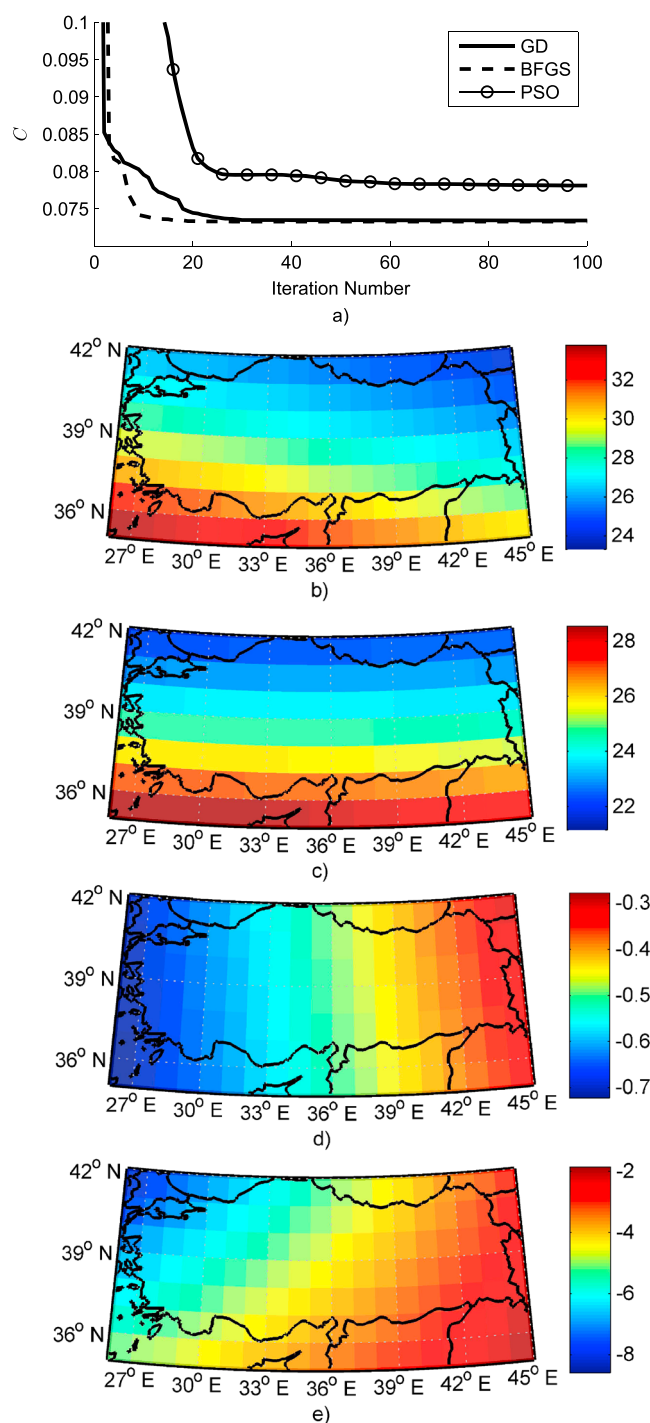 0.1
0.095
0.09
0.085
0.08
0.075
C
GD
BFGS
PSO
0 20 40 60 80 100
Iteration Number
a)
42° N
39° N
36° N
27° E 30° E 33° E 36° E 39° E 42° E 45° E
32
30
28
26
24
b)
42° N
39° N
36° N
27° E 30° E 33° E 36° E 39° E 42° E 45° E
28
26
24
22
c)
42° N
39° N
36° N
27° E 30° E 33° E 36° E 39° E 42° E 45° E
-0.3
-0.4
-0.5
-0.6
-0.7
d)
42° N
39° N
36° N
27° E 30° E 33° E 36° E 39° E 42° E 45° E
-2
-4
-6
-8
e)